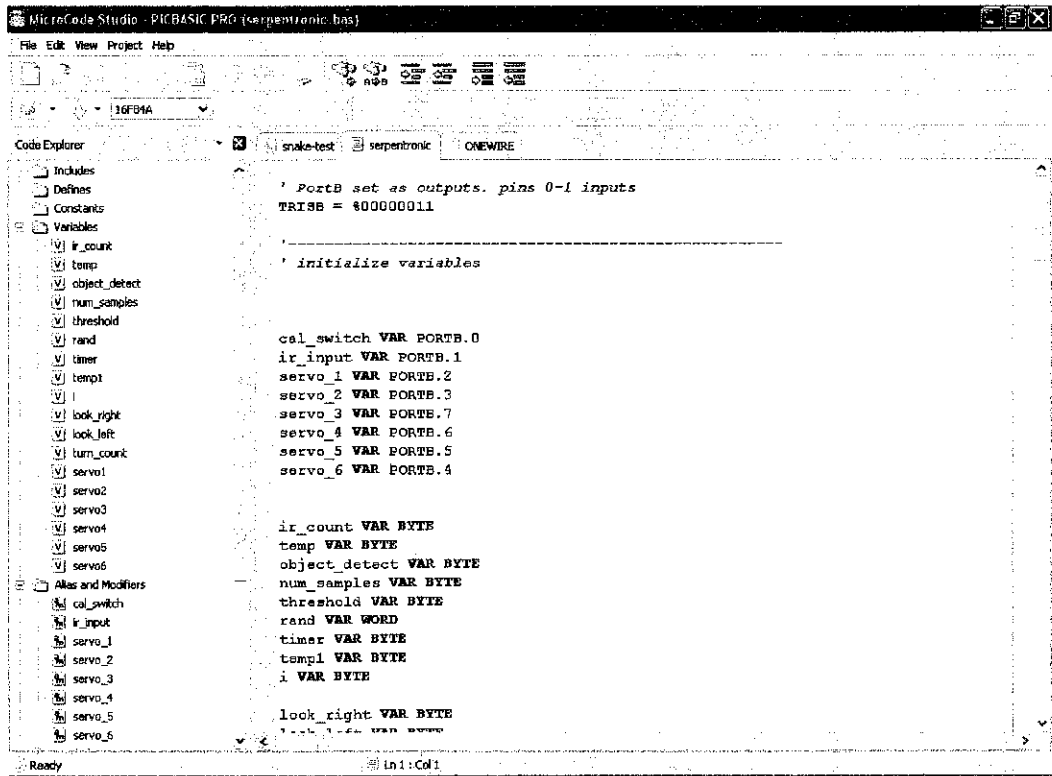 MicroCode Studio - PICBASIC PRO (serpentronic.bas)
File Edit View Project Help
16F84A
Code Explorer
snake-test serpentronic ONEWIRE
Includes
Defines
Constants
Variables
ir_count
temp
object_detect
num_samples
threshold
rand
timer
temp1
i
look_right
look_left
turn_count
servo1
servo2
servo3
servo4
servo5
servo6
Alias and Modifiers
cal_switch
ir_input
servo_1
servo_2
servo_3
servo_4
servo_5
servo_6
' PortB set as outputs. pins 0-1 inputs
TRISB = %00000011
'-------------------------------------------------------
' initialize variables
cal_switch VAR PORTB.0
ir_input VAR PORTB.1
servo_1 VAR PORTB.2
servo_2 VAR PORTB.3
servo_3 VAR PORTB.7
servo_4 VAR PORTB.6
servo_5 VAR PORTB.5
servo_6 VAR PORTB.4
ir_count VAR BYTE
temp VAR BYTE
object_detect VAR BYTE
num_samples VAR BYTE
threshold VAR BYTE
rand VAR WORD
timer VAR BYTE
temp1 VAR BYTE
i VAR BYTE
look_right VAR BYTE
Ready
Ln 1 : Col 1